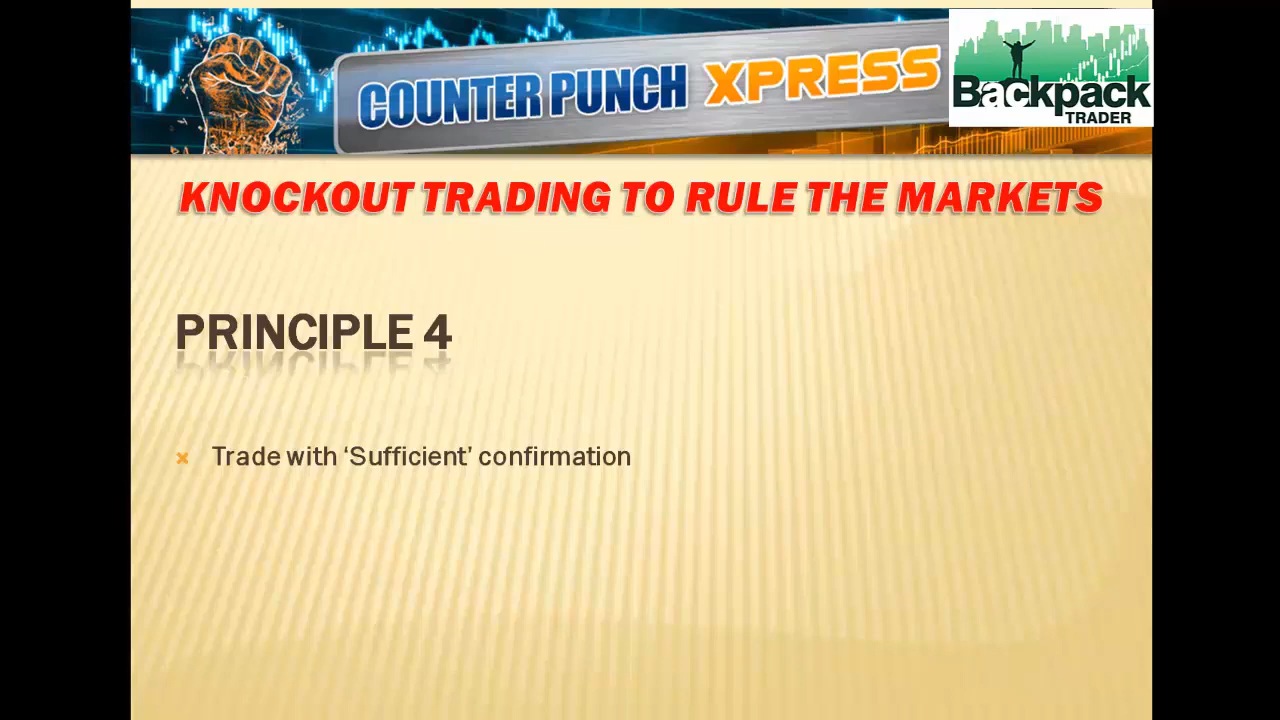 COUNTER PUNCH XPRESS
Backpack
TRADER
KNOCKOUT TRADING TO RULE THE MARKETS
PRINCIPLE 4
Trade with ‘Sufficient’ confirmation